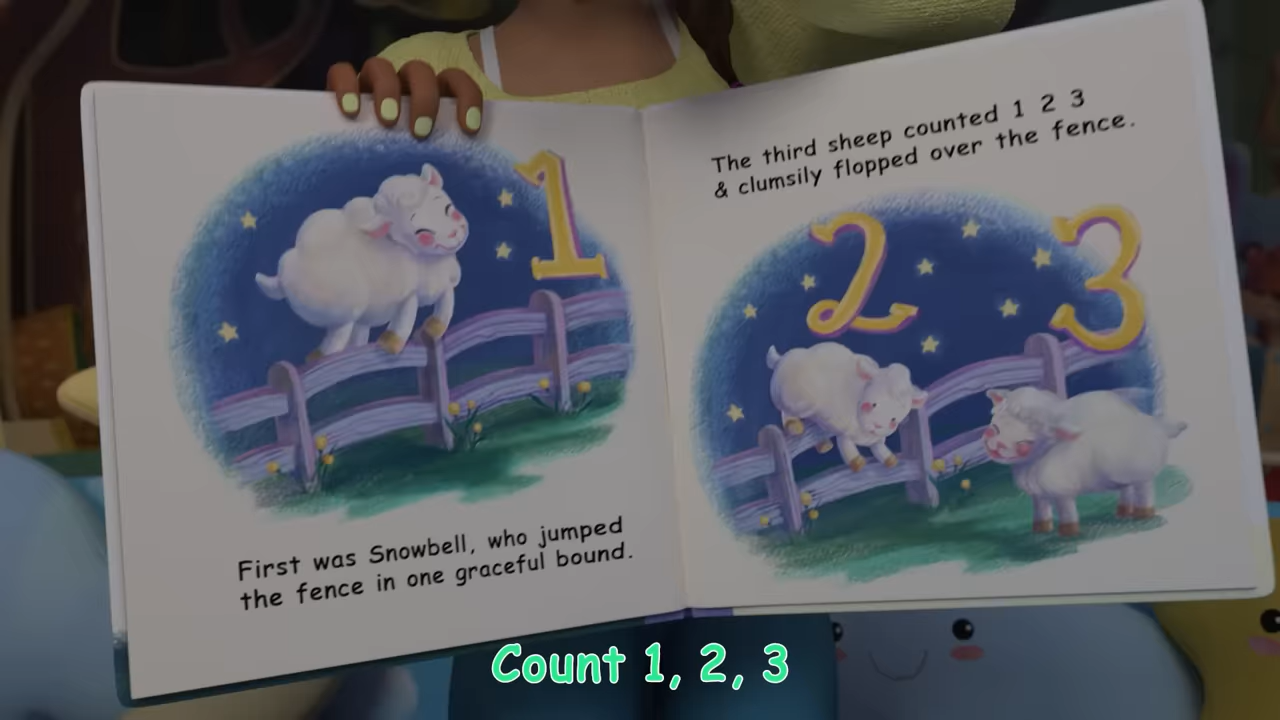 1
First was Snowbell, who jumped
the fence in one graceful bound.
The third sheep counted 1 2 3
& clumsily flopped over the fence.
2 3
Count 1, 2, 3